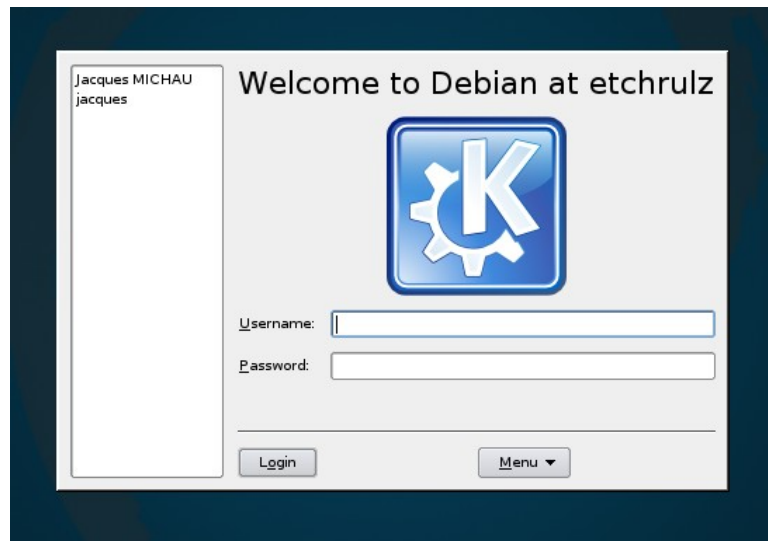 Jacques MICHAU
jacques
Welcome to Debian at etchrulz
K
Username:
Password:
Login
Menu